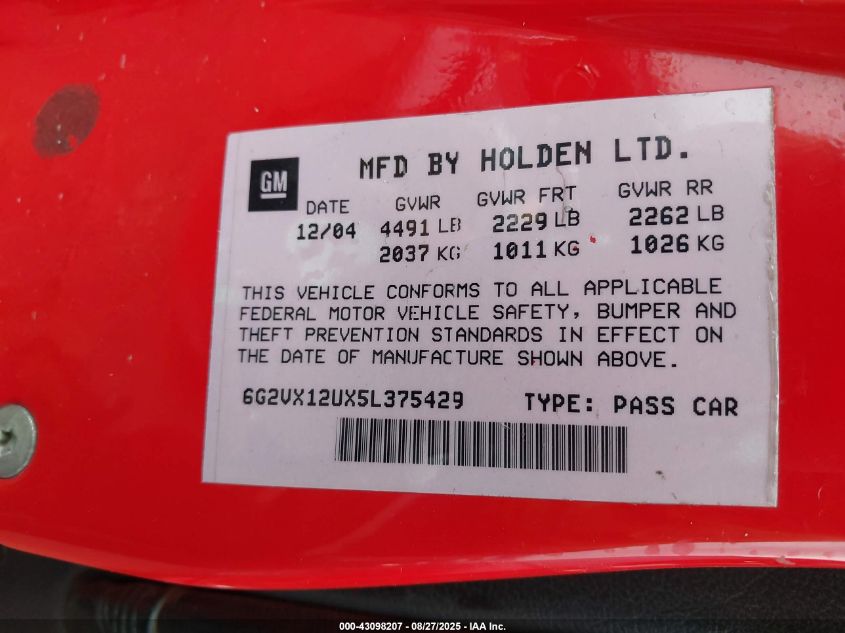 GM
MFD BY HOLDEN LTD.
DATE GVWR GVWR FRT GVWR RR
12/04 4491 LB 2229 LB 2262 LB
2037 KG 1011 KG 1026 KG
THIS VEHICLE CONFORMS TO ALL APPLICABLE
FEDERAL MOTOR VEHICLE SAFETY, BUMPER AND
THEFT PREVENTION STANDARDS IN EFFECT ON
THE DATE OF MANUFACTURE SHOWN ABOVE.
6G2VX12UX5L375429 TYPE: PASS CAR
000-43098207 - 08/27/2025 - IAA Inc.